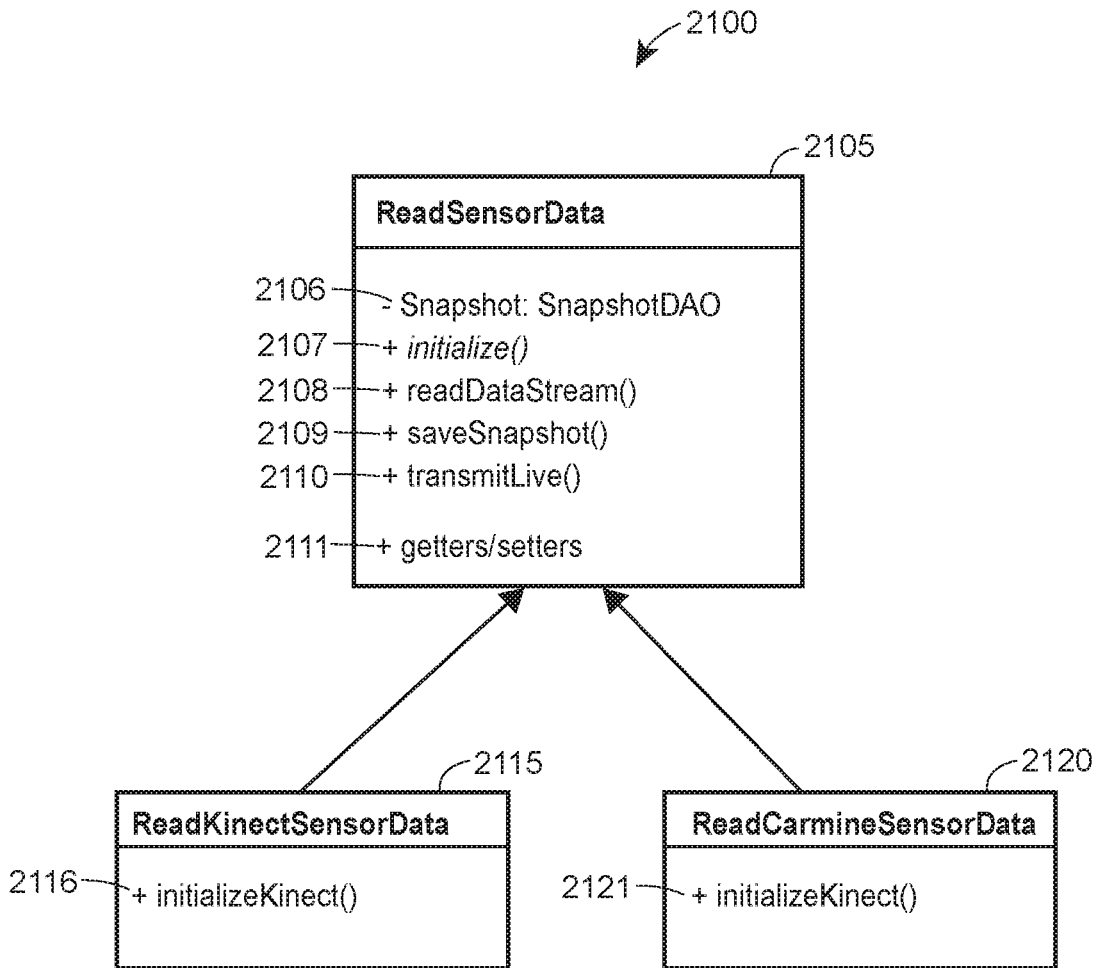 2100
2105
ReadSensorData
2106 - Snapshot: SnapshotDAO
2107 + initialize()
2108 + readDataStream()
2109 + saveSnapshot()
2110 + transmitLive()
2111 + getters/setters
2115
2120
ReadKinectSensorData
ReadCarmineSensorData
2116 + initializeKinect()
2121 + initializeKinect()